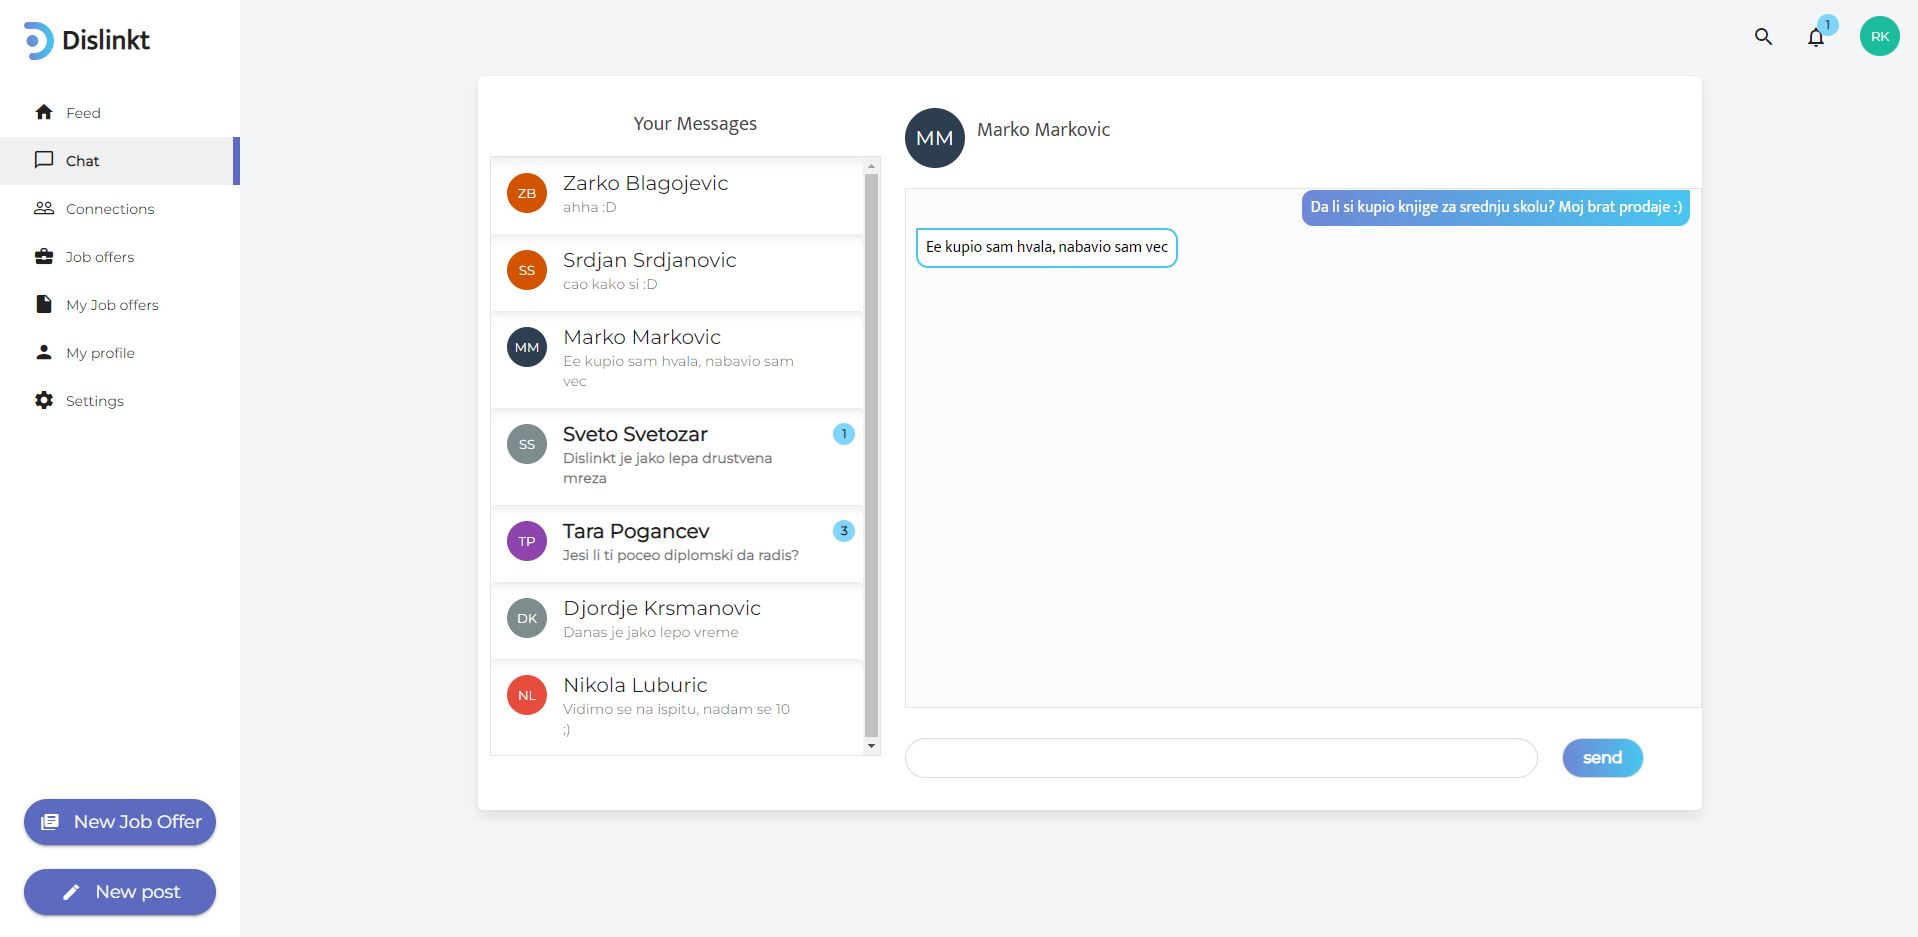 Dislinkt
Feed
Chat
Connections
Job offers
My Job offers
My profile
Settings
New Job Offer
New post
1
RK
Your Messages
ZB
Zarko Blagojevic
ahha :D
SS
Srdjan Srdjanovic
cao kako si :D
MM
Marko Markovic
Ee kupio sam hvala, nabavio sam
vec
SS
Sveto Svetozar
1
Dislinkt je jako lepa drustvena
mreza
TP
Tara Pogancev
3
Jesi li ti poceo diplomski da radis?
DK
Djordje Krsmanovic
Danas je jako lepo vreme
NL
Nikola Luburic
Vidimo se na ispitu, nadam se 10
;)
MM
Marko Markovic
Da li si kupio knjige za srednju skolu? Moj brat prodaje :)
Ee kupio sam hvala, nabavio sam vec
send